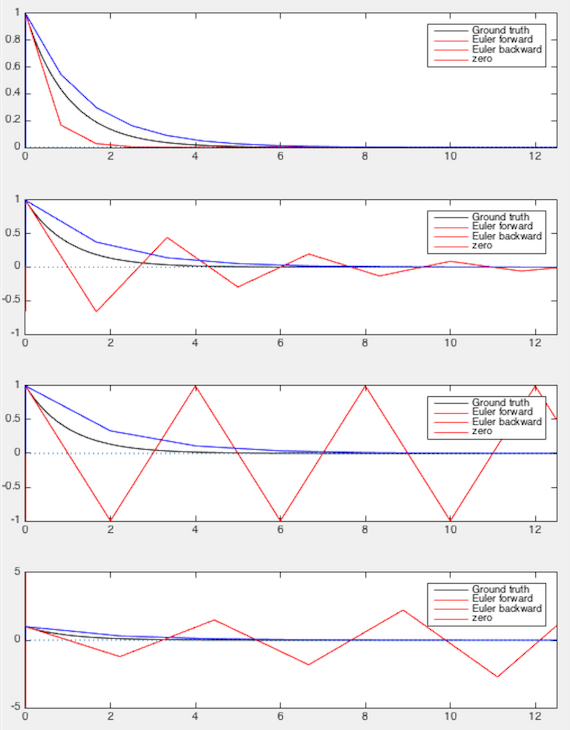 1
0.8
0.6
0.4
0.2
0
0 2 4 6 8 10 12
Ground truth
Euler forward
Euler backward
zero
1
0.5
0
-0.5
-1
0 2 4 6 8 10 12
Ground truth
Euler forward
Euler backward
zero
1
0.5
0
-0.5
-1
0 2 4 6 8 10 12
Ground truth
Euler forward
Euler backward
zero
5
0
-5
0 2 4 6 8 10 12
Ground truth
Euler forward
Euler backward
zero